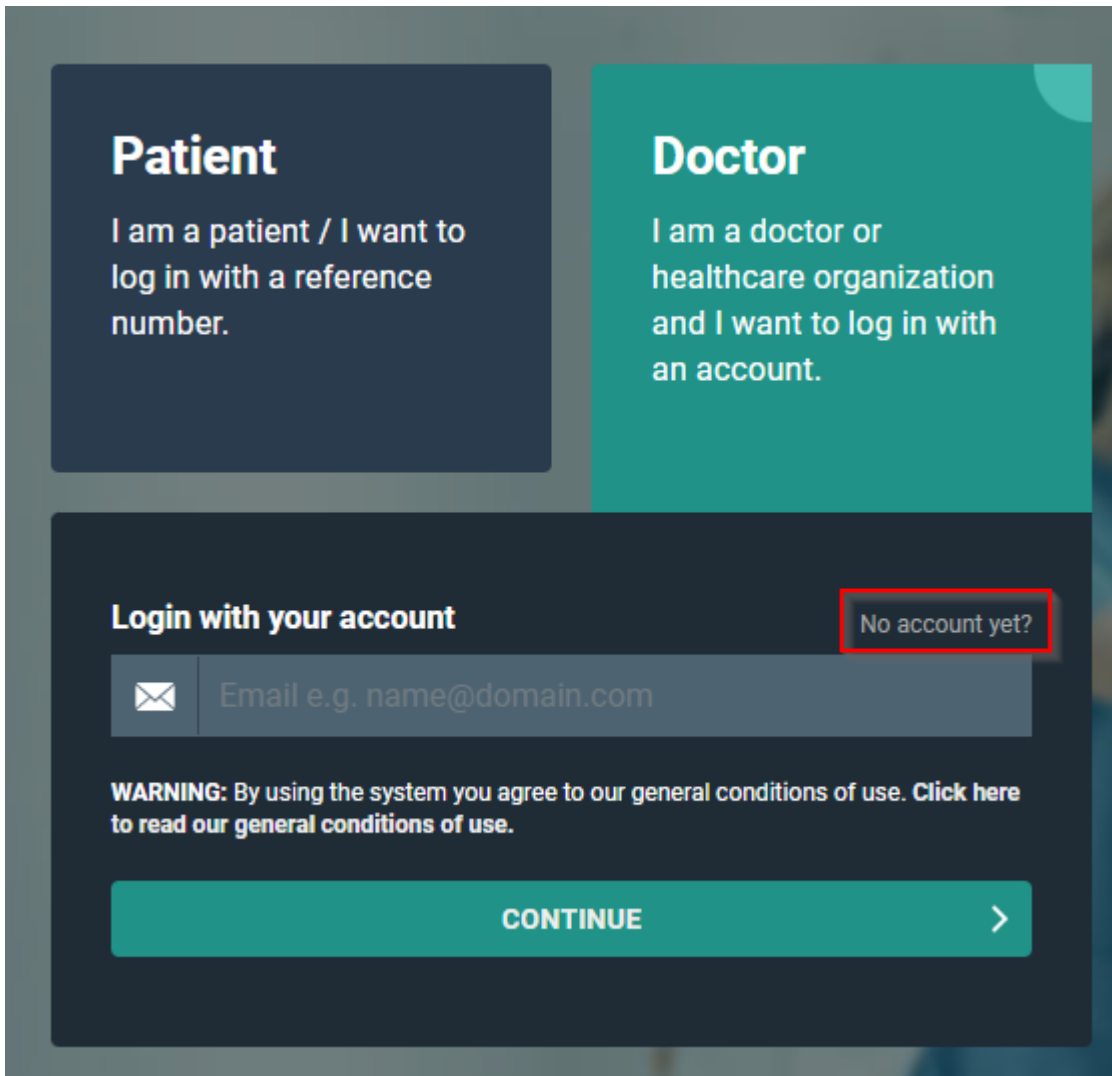 Patient
I am a patient / I want to
log in with a reference
number.
Doctor
I am a doctor or
healthcare organization
and I want to log in with
an account.
Login with your account
No account yet?
Email e.g. name@domain.com
WARNING: By using the system you agree to our general conditions of use. Click here
to read our general conditions of use.
CONTINUE